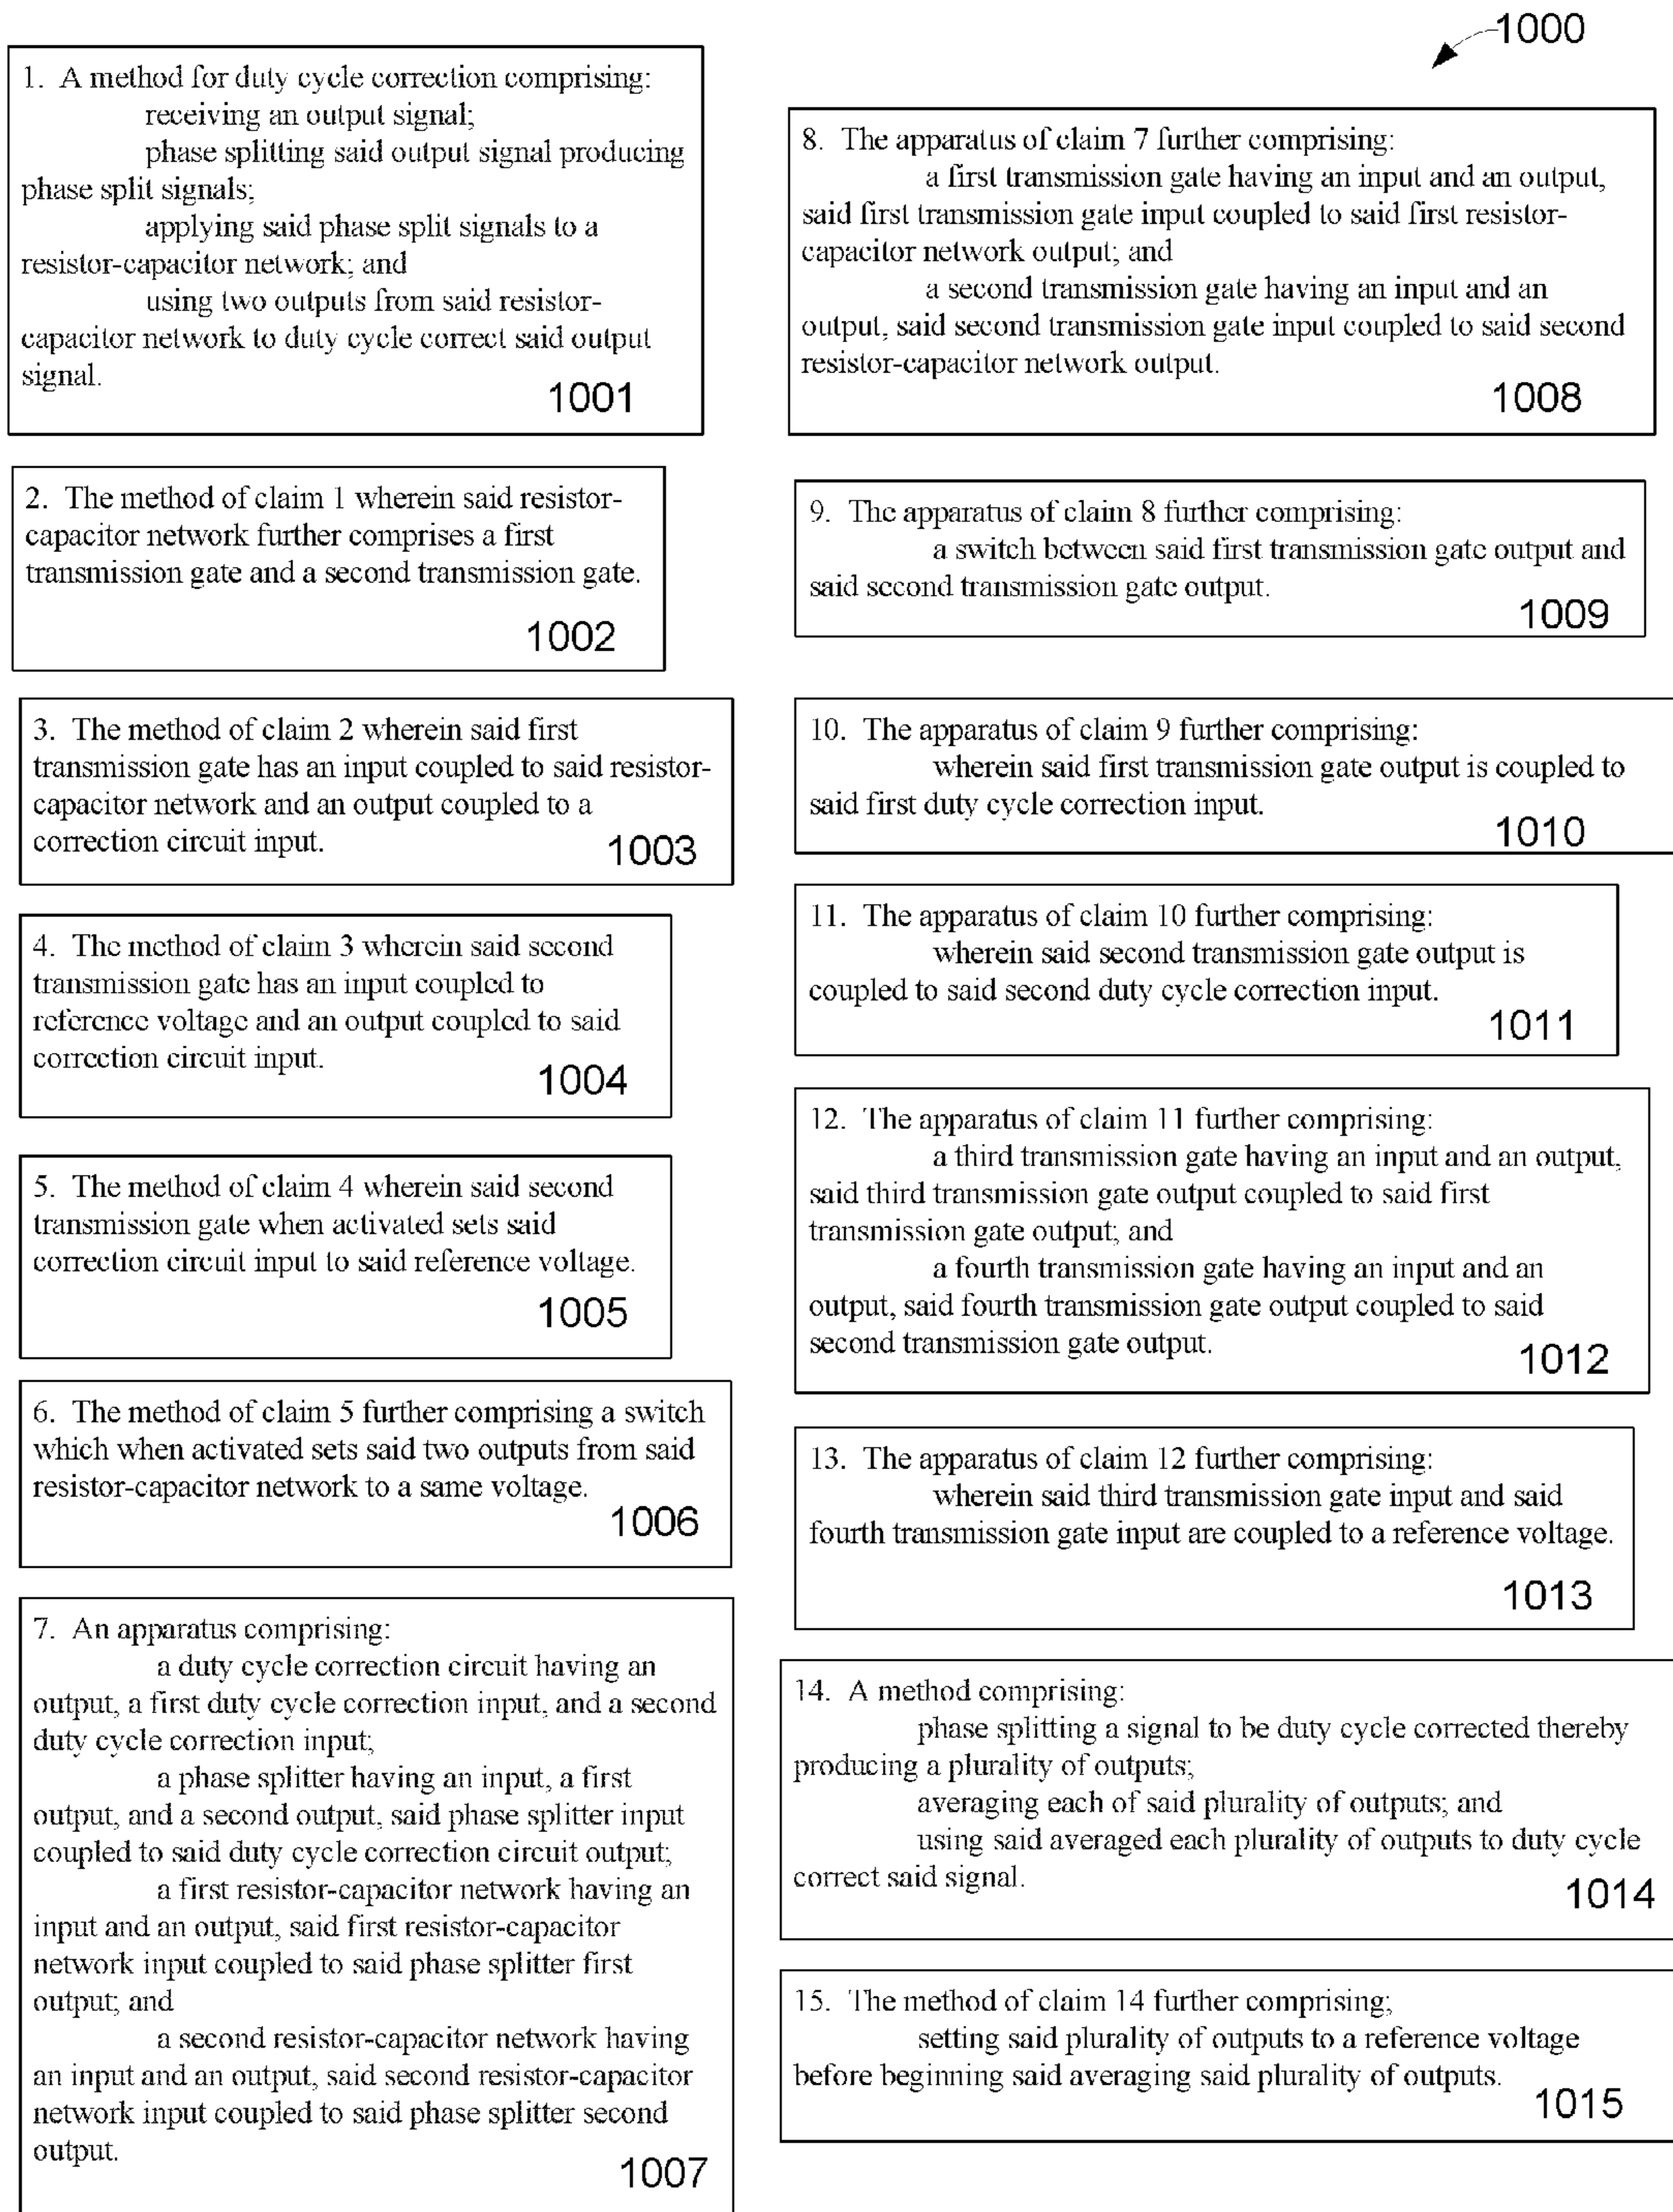 1000
1. A method for duty cycle correction comprising:
receiving an output signal;
phase splitting said output signal producing
phase split signals;
applying said phase split signals to a
resistor-capacitor network; and
using two outputs from said resistor-
capacitor network to duty cycle correct said output
signal.
1001
2. The method of claim 1 wherein said resistor-
capacitor network further comprises a first
transmission gate and a second transmission gate.
1002
3. The method of claim 2 wherein said first
transmission gate has an input coupled to said resistor-
capacitor network and an output coupled to a
correction circuit input.
1003
4. The method of claim 3 wherein said second
transmission gate has an input coupled to
reference voltage and an output coupled to said
correction circuit input.
1004
5. The method of claim 4 wherein said second
transmission gate when activated sets said
correction circuit input to said reference voltage.
1005
6. The method of claim 5 further comprising a switch
which when activated sets said two outputs from said
resistor-capacitor network to a same voltage.
1006
7. An apparatus comprising:
a duty cycle correction circuit having an
output, a first duty cycle correction input, and a second
duty cycle correction input;
a phase splitter having an input, a first
output, and a second output, said phase splitter input
coupled to said duty cycle correction circuit output;
a first resistor-capacitor network having an
input and an output, said first resistor-capacitor
network input coupled to said phase splitter first
output; and
a second resistor-capacitor network having
an input and an output, said second resistor-capacitor
network input coupled to said phase splitter second
output.
1007
8. The apparatus of claim 7 further comprising:
a first transmission gate having an input and an output,
said first transmission gate input coupled to said first resistor-
capacitor network output; and
a second transmission gate having an input and an
output, said second transmission gate input coupled to said second
resistor-capacitor network output.
1008
9. The apparatus of claim 8 further comprising:
a switch between said first transmission gate output and
said second transmission gate output.
1009
10. The apparatus of claim 9 further comprising:
wherein said first transmission gate output is coupled to
said first duty cycle correction input.
1010
11. The apparatus of claim 10 further comprising:
wherein said second transmission gate output is
coupled to said second duty cycle correction input.
1011
12. The apparatus of claim 11 further comprising:
a third transmission gate having an input and an output,
said third transmission gate output coupled to said first
transmission gate output; and
a fourth transmission gate having an input and an
output, said fourth transmission gate output coupled to said
second transmission gate output.
1012
13. The apparatus of claim 12 further comprising:
wherein said third transmission gate input and said
fourth transmission gate input are coupled to a reference voltage.
1013
14. A method comprising:
phase splitting a signal to be duty cycle corrected thereby
producing a plurality of outputs;
averaging each of said plurality of outputs; and
using said averaged each plurality of outputs to duty cycle
correct said signal.
1014
15. The method of claim 14 further comprising;
setting said plurality of outputs to a reference voltage
before beginning said averaging said plurality of outputs.
1015